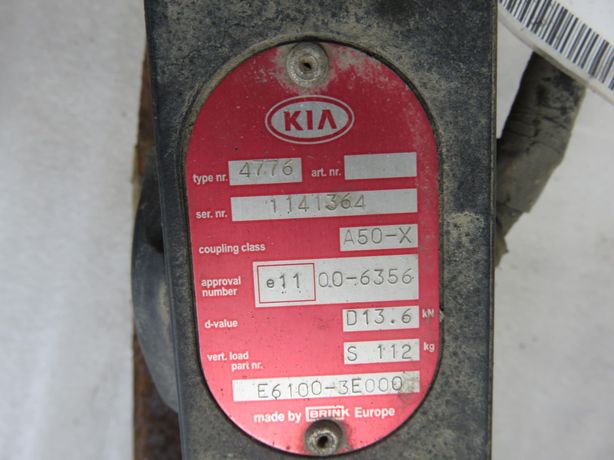 KIA
type nr. 4776 art. nr.
ser. nr. 1141364
coupling class A50-X
approval number e11 00-6356
d-value D13.6 kN
vert. load S 112 kg
part nr.
E6100-3E000
made by BRINK Europe